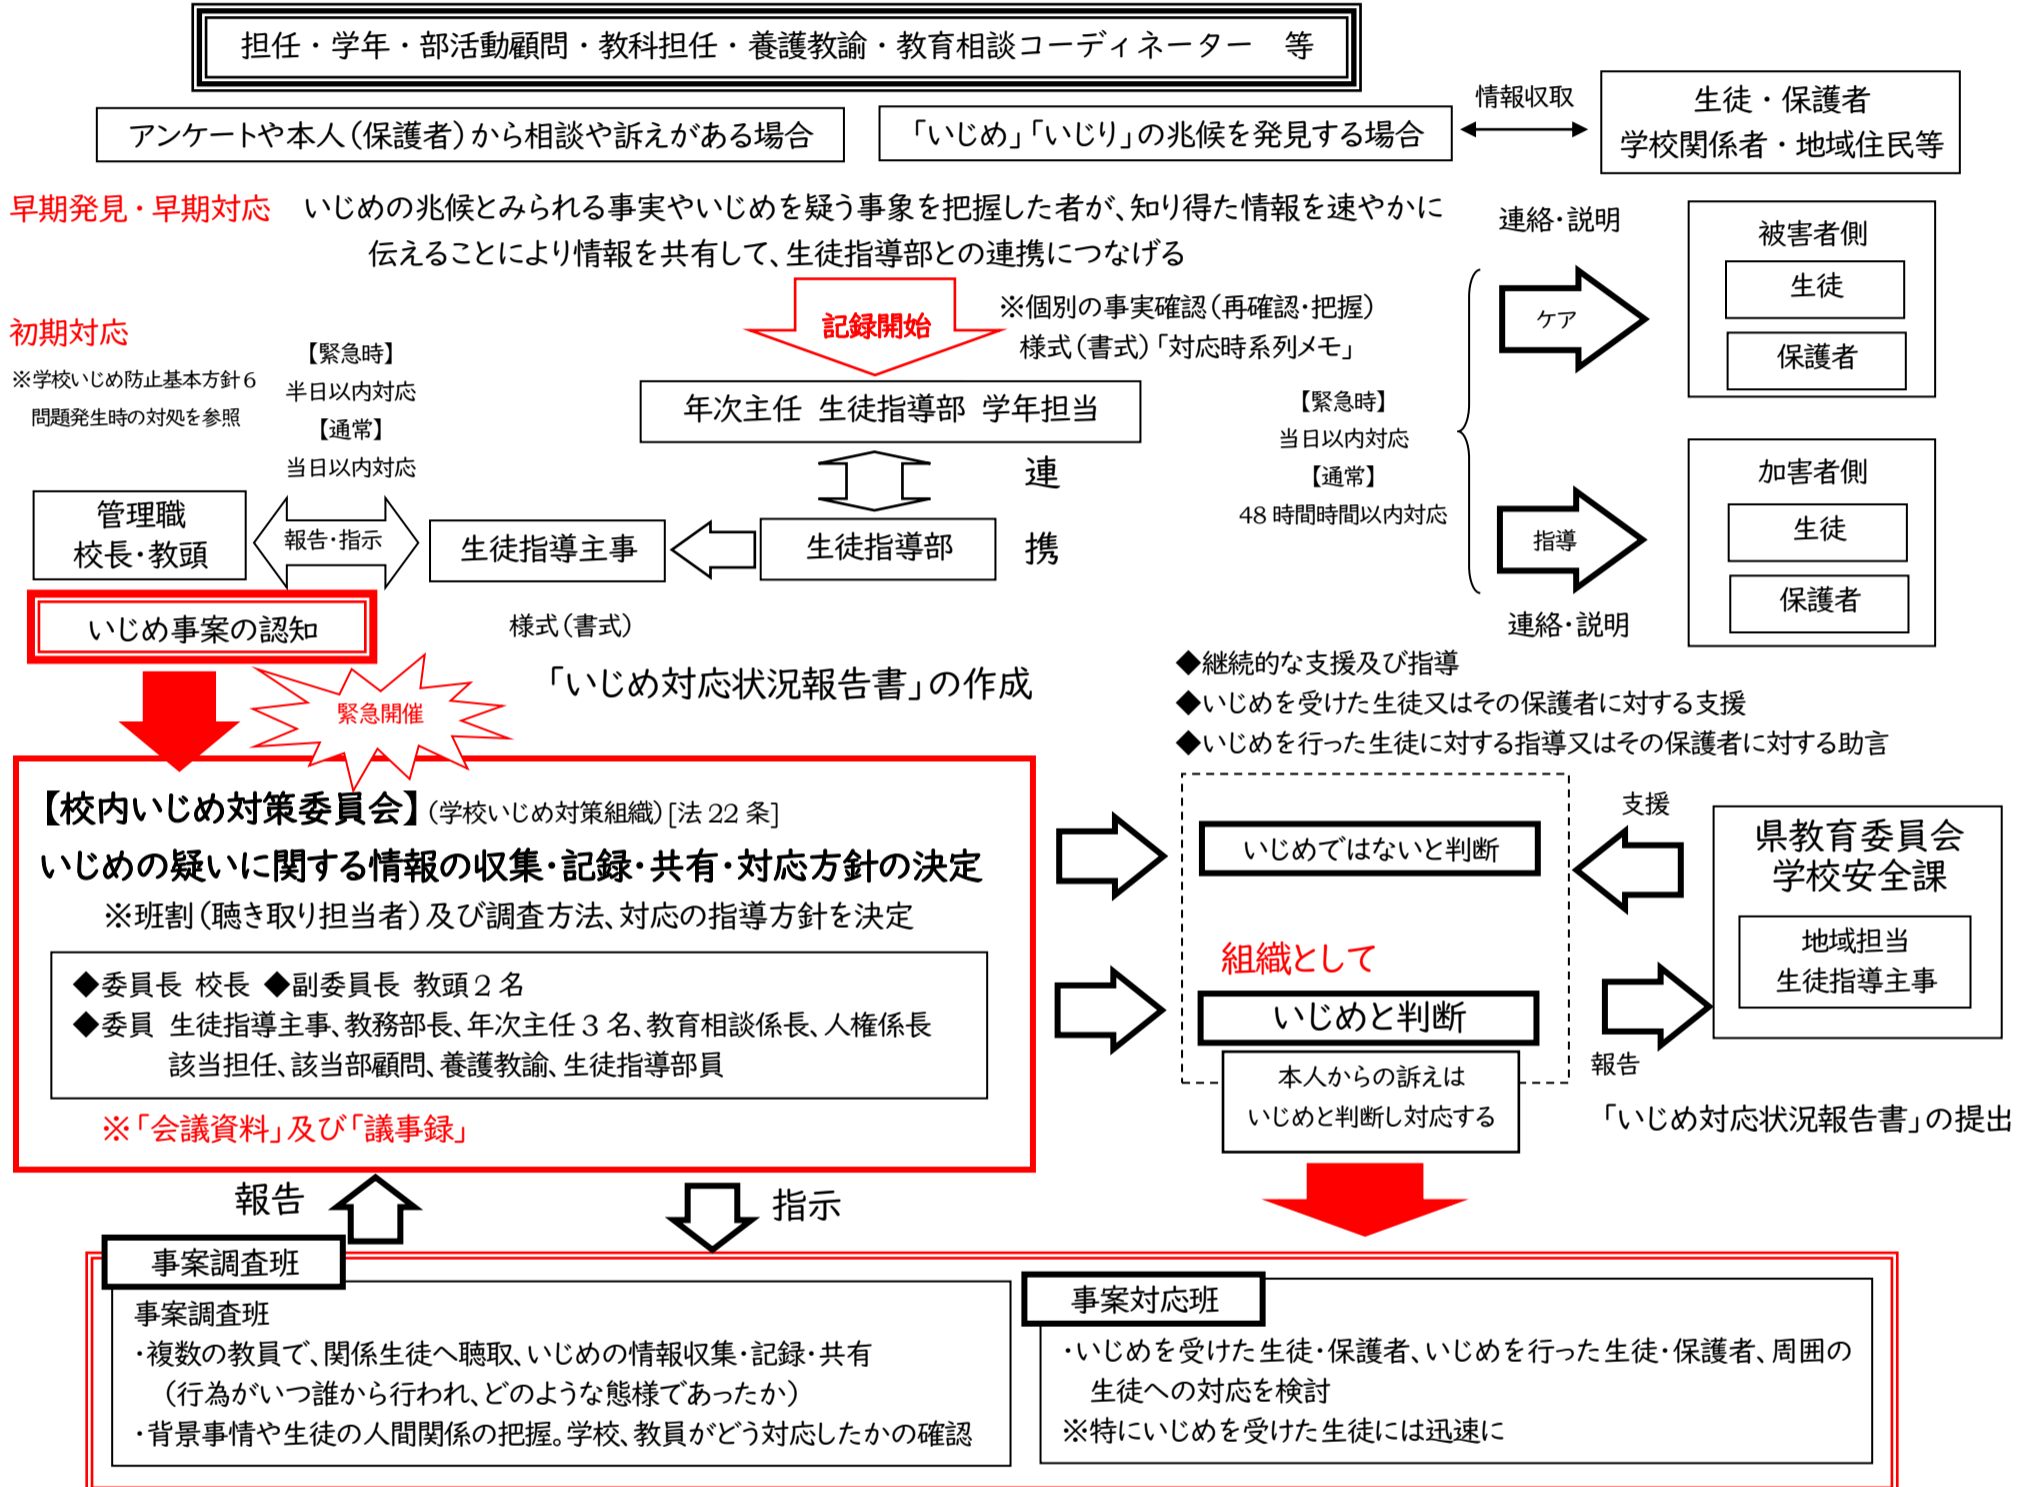 担任・学年・部活動顧問・教科担任・養護教諭・教育相談コーディネーター　等
アンケートや本人（保護者）から相談や訴えがある場合
「いじめ」「いじり」の兆候を発見する場合
情報収取
生徒・保護者
学校関係者・地域住民等
早期発見・早期対応
いじめの兆候とみられる事実やいじめを疑う事象を把握した者が、知り得た情報を速やかに
伝えることにより情報を共有して、生徒指導部との連携につなげる
記録開始
※個別の事実確認（再確認・把握）
様式（書式）「対応時系列メモ」
初期対応
※学校いじめ防止基本方針６
問題発生時の対処を参照
【緊急時】
半日以内対応
【通常】
当日以内対応
年次主任 生徒指導部 学年担当
連
携
管理職
校長・教頭
報告・指示
生徒指導主事
生徒指導部
【緊急時】
当日以内対応
【通常】
48 時間時間以内対応
連絡・説明
ケア
被害者側
生徒
保護者
指導
連絡・説明
加害者側
生徒
保護者
いじめ事案の認知
様式（書式）
「いじめ対応状況報告書」の作成
緊急開催
◆継続的な支援及び指導
◆いじめを受けた生徒又はその保護者に対する支援
◆いじめを行った生徒に対する指導又はその保護者に対する助言
【校内いじめ対策委員会】（学校いじめ対策組織）[法 22 条]
いじめの疑いに関する情報の収集・記録・共有・対応方針の決定
※班割（聴き取り担当者）及び調査方法、対応の指導方針を決定
◆委員長 校長 ◆副委員長 教頭２名
◆委員 生徒指導主事、教務部長、年次主任３名、教育相談係長、人権係長
該当担任、該当部顧問、養護教諭、生徒指導部員
※「会議資料」及び「議事録」
いじめではないと判断
組織として
いじめと判断
本人からの訴えは
いじめと判断し対応する
支援
県教育委員会
学校安全課
地域担当
生徒指導主事
報告
「いじめ対応状況報告書」の提出
報告
指示
事案調査班
事案調査班
・複数の教員で、関係生徒へ聴取、いじめの情報収集・記録・共有
（行為がいつ誰から行われ、どのような態様であったか）
・背景事情や生徒の人間関係の把握。学校、教員がどう対応したかの確認
事案対応班
・いじめを受けた生徒・保護者、いじめを行った生徒・保護者、周囲の
生徒への対応を検討
※特にいじめを受けた生徒には迅速に